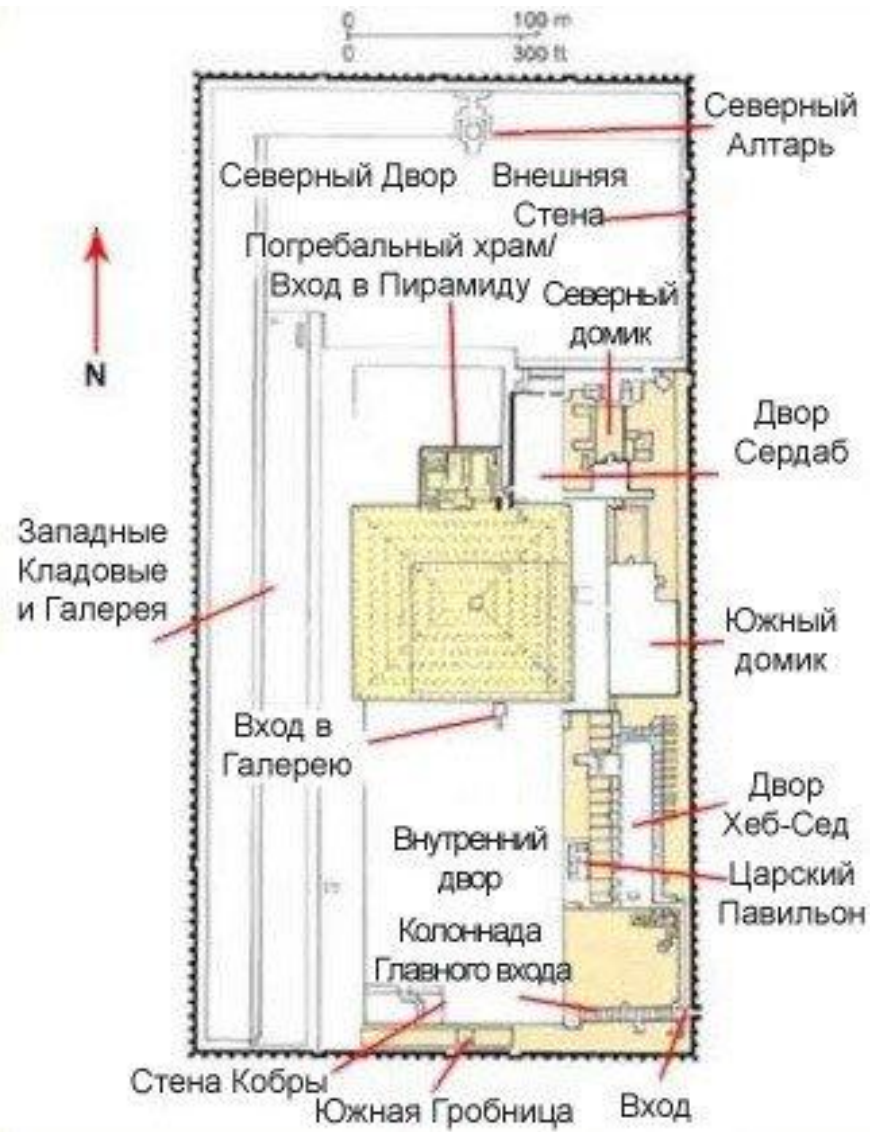 0 100 m
0 300 ft
Северный
Алтарь
Северный Двор
Внешняя
Стена
Погребальный храм/
Вход в Пирамиду
Северный
домик
N
Двор
Сердаб
Западные
Кладовые
и Галерея
Южный
домик
Вход в
Галерею
Двор
Хеб-Сед
Внутренний
двор
Царский
Павильон
Колоннада
Главного входа
Стена Кобры
Южная Гробница
Вход